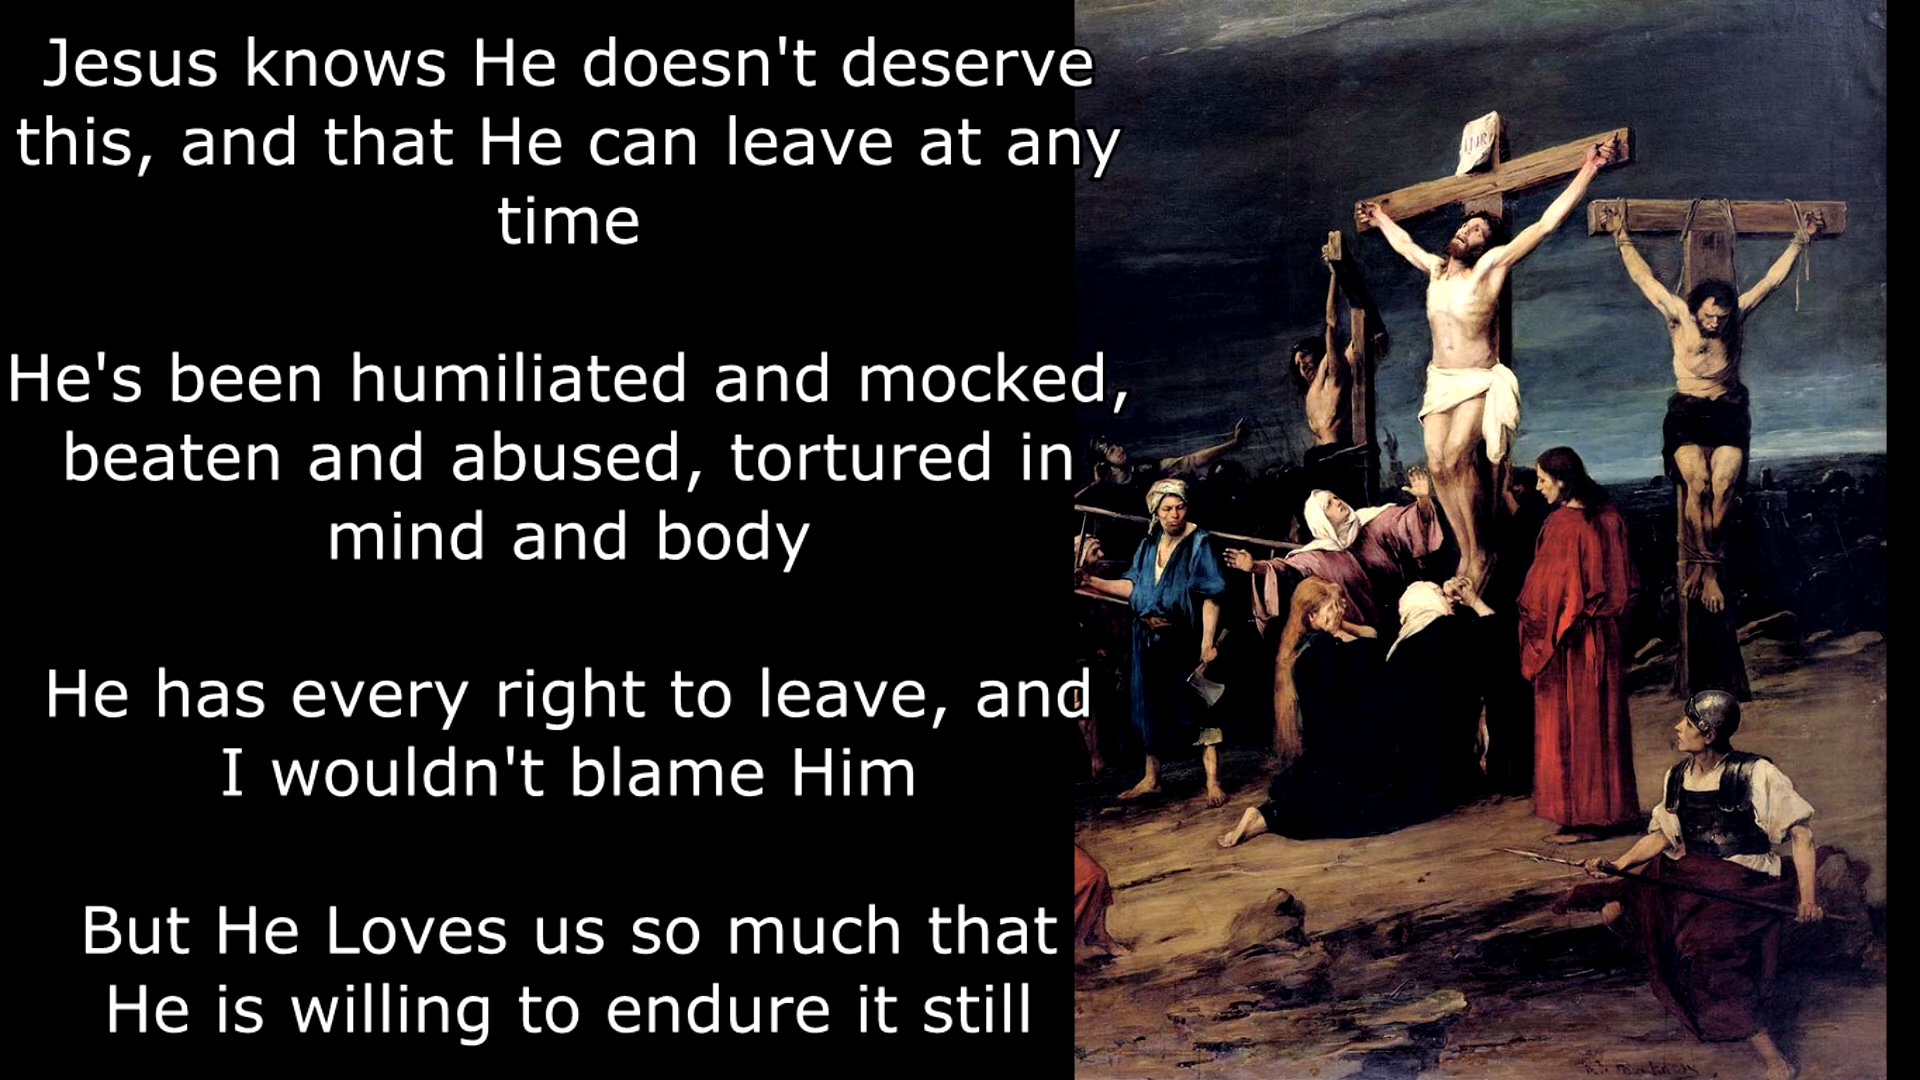 Jesus knows He doesn't deserve
this, and that He can leave at any
time
He's been humiliated and mocked,
beaten and abused, tortured in
mind and body
He has every right to leave, and
I wouldn't blame Him
But He Loves us so much that
He is willing to endure it still